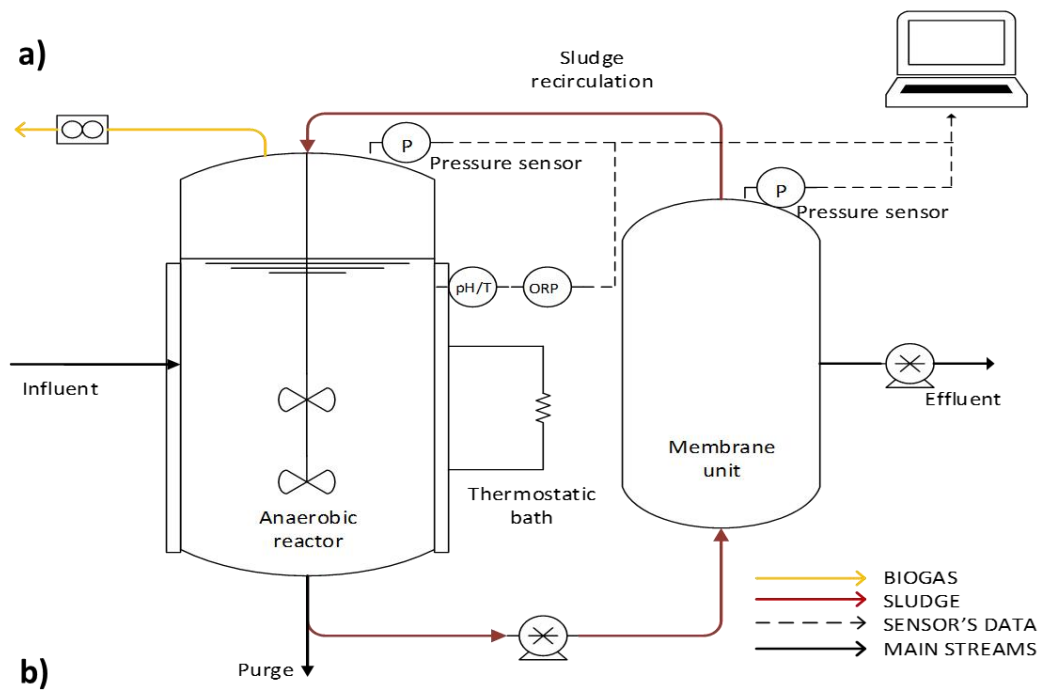 a)
Sludge
recirculation
P
Pressure sensor
P
Pressure sensor
pH/T
ORP
Influent
Effluent
Membrane
unit
Thermostatic
bath
Anaerobic
reactor
BIOGAS
SLUDGE
SENSOR'S DATA
MAIN STREAMS
Purge
b)